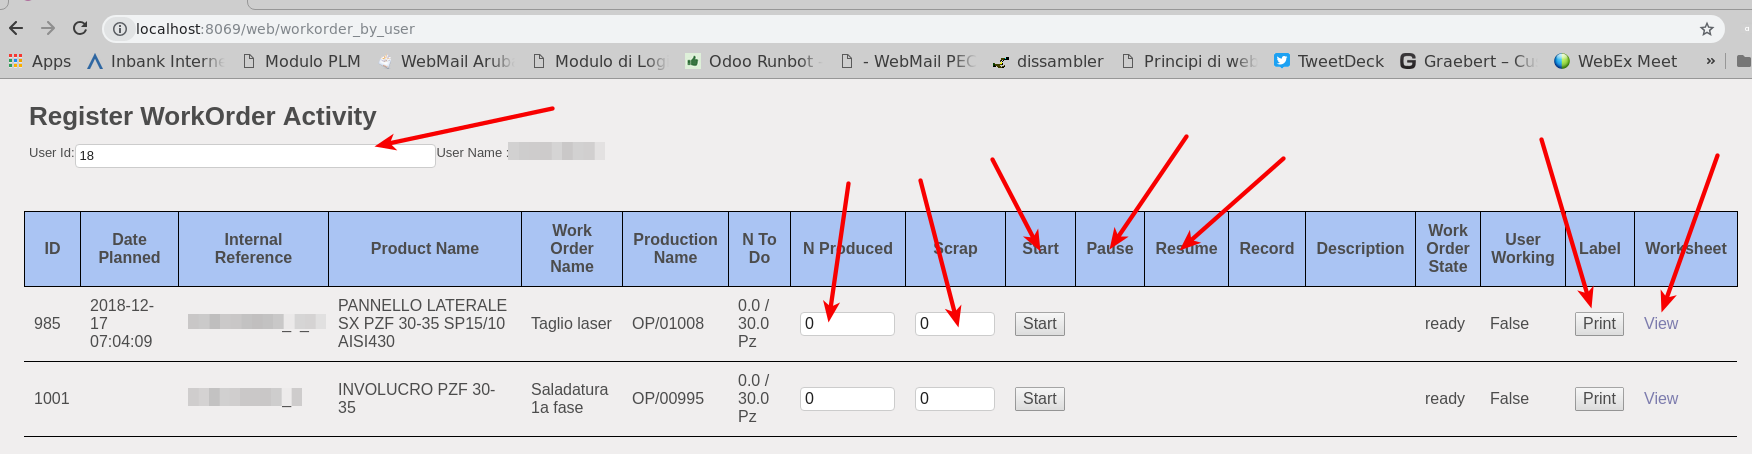 localhost:8069/web/workorder_by_user
Apps Inbank Intern Modulo PLM WebMail Aruba Modulo di Log Odoo Runbot - - WebMail PEC dissambler Principi di web TweetDeck Graebert – Cu WebEx Meet »
Register WorkOrder Activity
User Id: 18 User Name :
ID Date Planned Internal Reference Product Name Work Order Name Production Name N To Do N Produced Scrap Start Pause Resume Record Description Work Order State User Working Label Worksheet
985 2018-12-17 07:04:09 _ _ PANNELLO LATERALE SX PZF 30-35 SP15/10 AISI430 Taglio laser OP/01008 0.0 / 30.0 Pz 0 0 Start ready False Print View
1001 _ INVOLUCRO PZF 30-35 Saladatura 1a fase OP/00995 0.0 / 30.0 Pz 0 0 Start ready False Print View